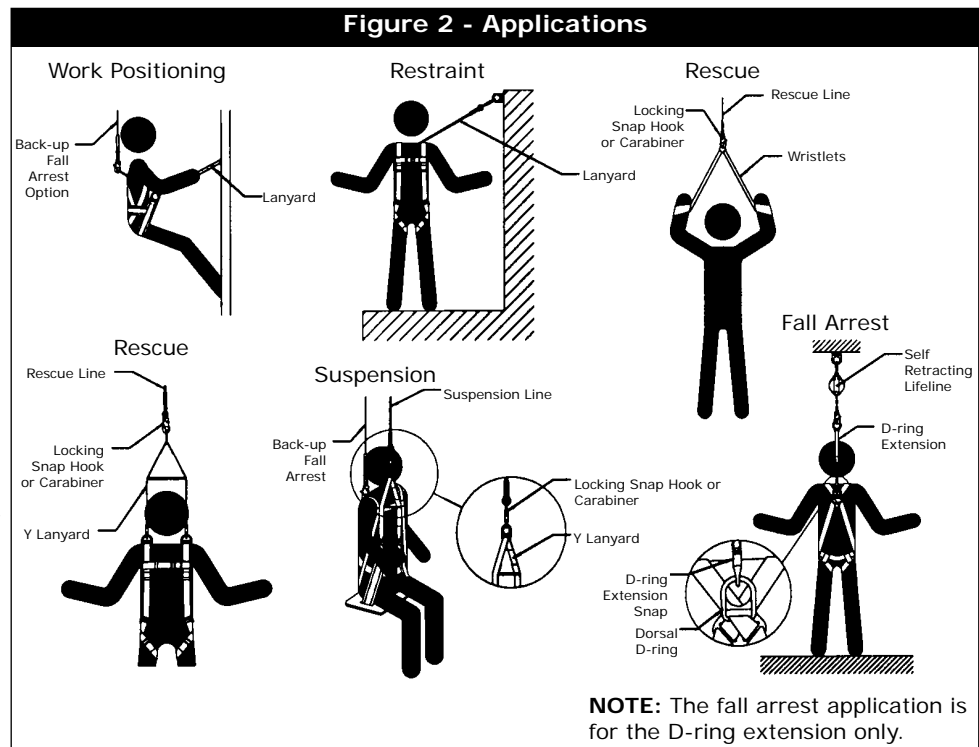 Figure 2 - Applications
Work Positioning
Back-up
Fall
Arrest
Option
Lanyard
Restraint
Lanyard
Rescue
Rescue Line
Locking
Snap Hook
or Carabiner
Wristlets
Rescue
Rescue Line
Locking
Snap Hook
or Carabiner
Y Lanyard
Suspension
Suspension Line
Back-up
Fall
Arrest
Locking Snap Hook or
Carabiner
Y Lanyard
Fall Arrest
Self
Retracting
Lifeline
D-ring
Extension
D-ring
Extension
Snap
Dorsal
D-ring
NOTE: The fall arrest application is
for the D-ring extension only.